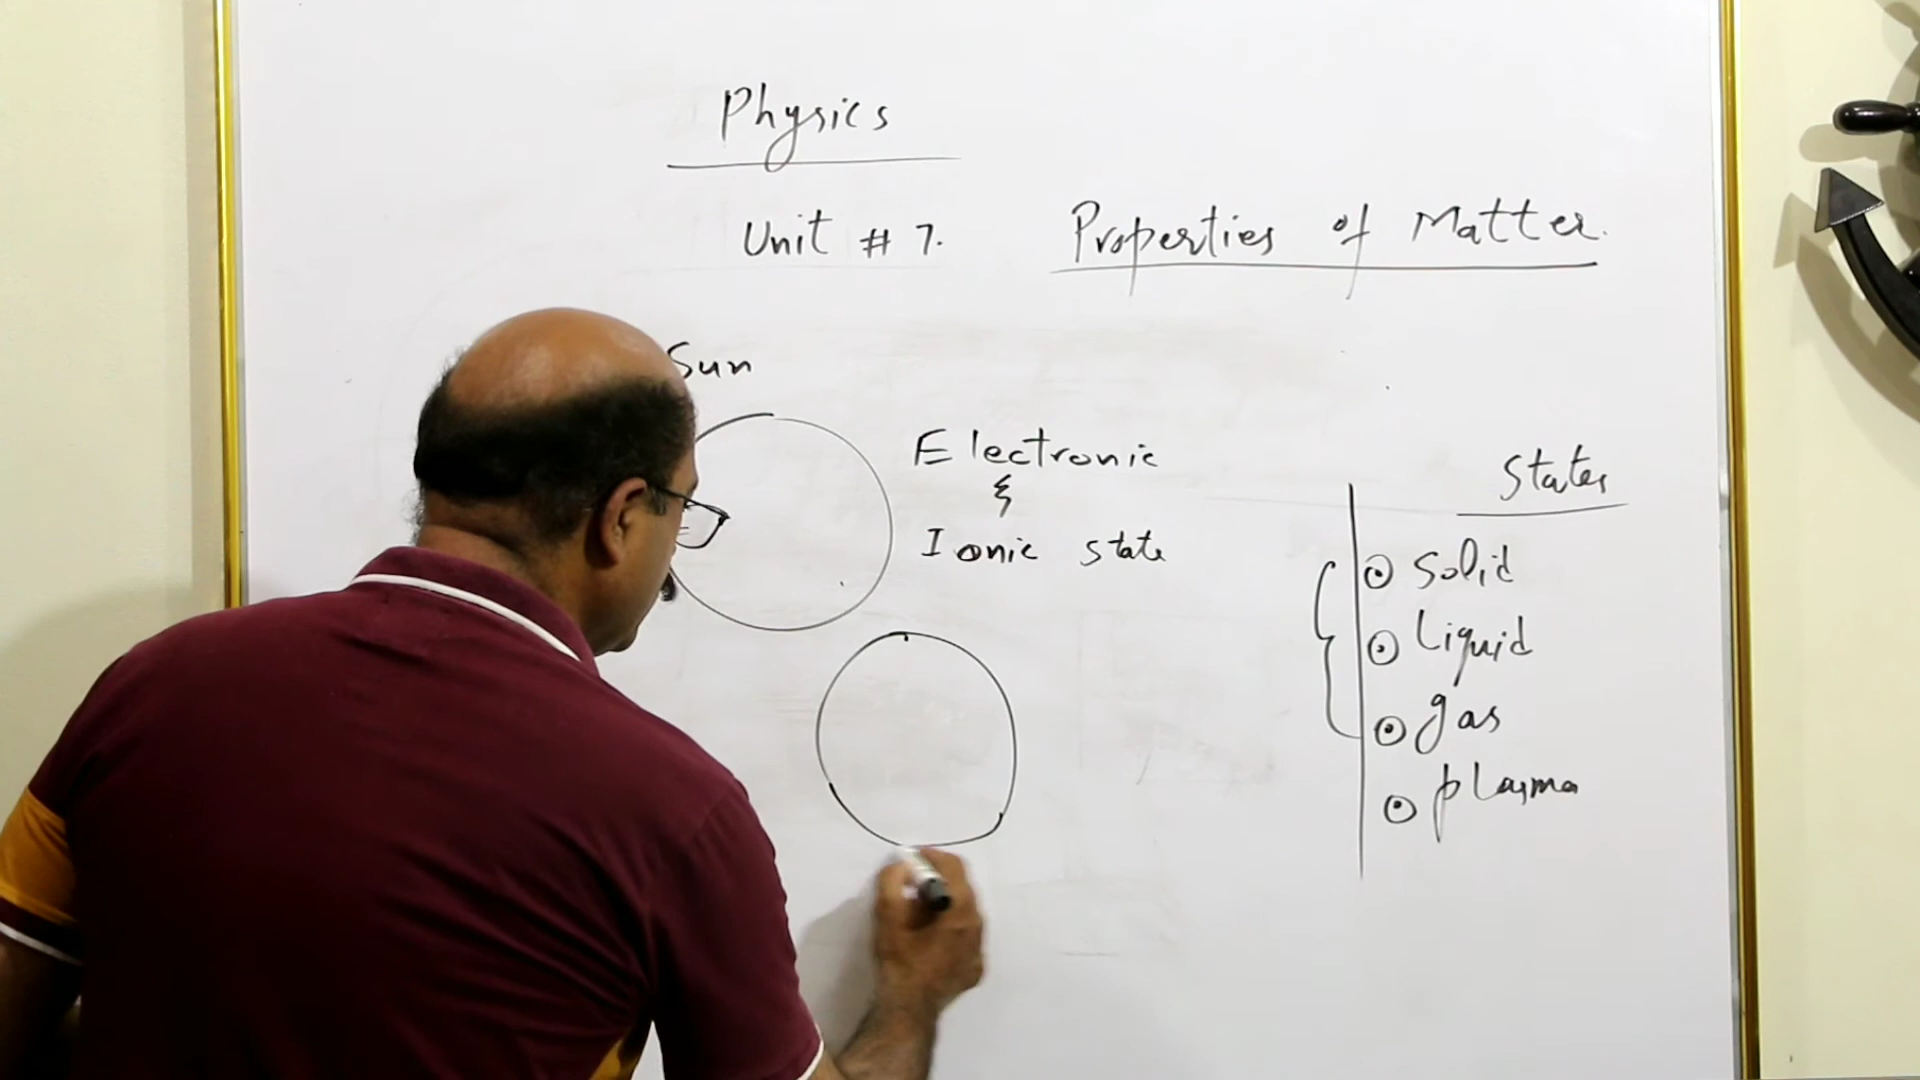 Physics
Unit # 7.
Properties of Matter.
Sun
Electronic
&
Ionic state
States
Solid
Liquid
gas
plasma